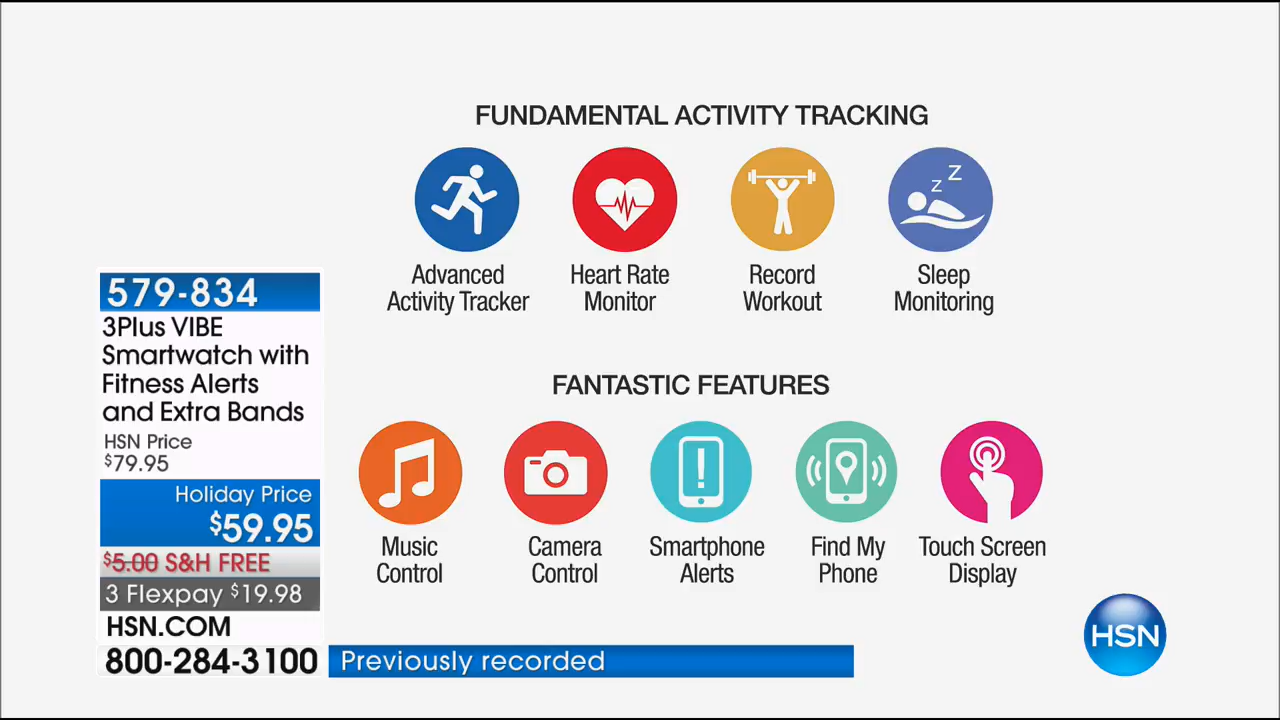 FUNDAMENTAL ACTIVITY TRACKING
Advanced
Activity Tracker
Heart Rate
Monitor
Record
Workout
z z
Sleep
Monitoring
FANTASTIC FEATURES
!
Music
Control
Camera
Control
Smartphone
Alerts
Find My
Phone
Touch Screen
Display
579-834
3Plus VIBE
Smartwatch with
Fitness Alerts
and Extra Bands
HSN Price
$79.95
Holiday Price
$59.95
$5.00 S&H FREE
3 Flexpay $19.98
HSN.COM
800-284-3100
Previously recorded
HSN